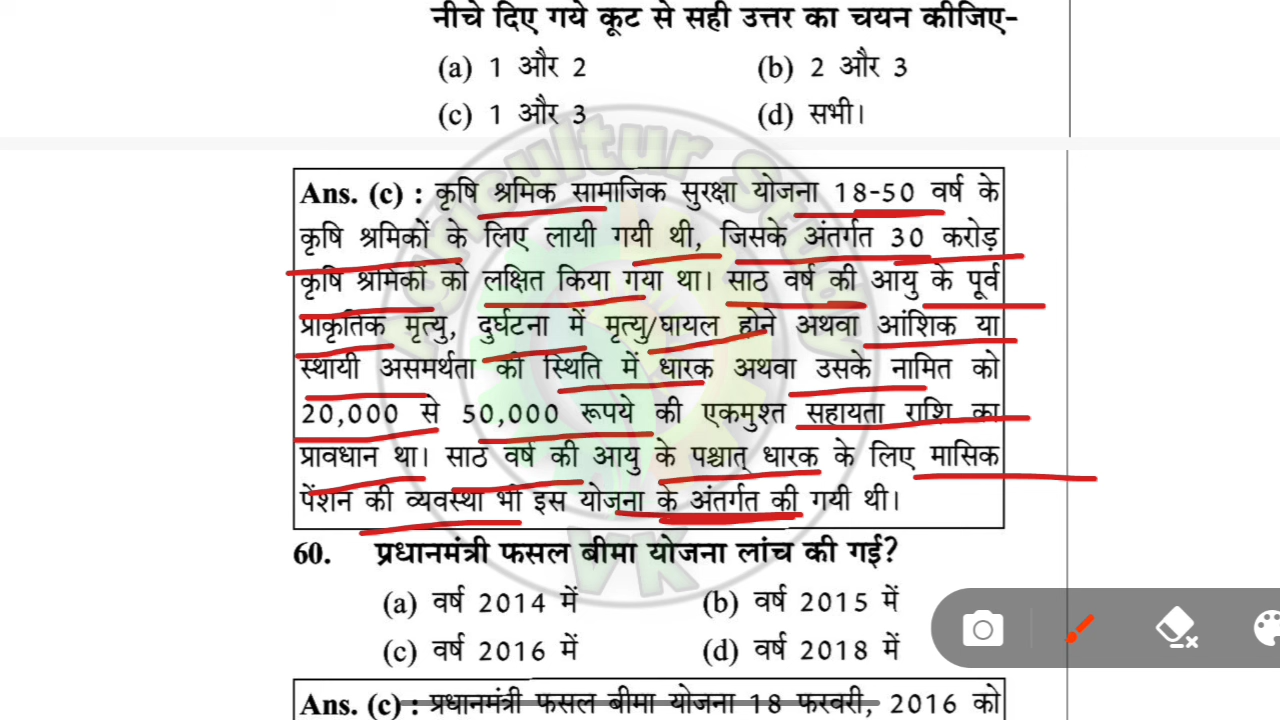 नीचे दिए गये कूट से सही उत्तर का चयन कीजिए-
(a) 1 और 2 (b) 2 और 3
(c) 1 और 3 (d) सभी।
Ans. (c) : कृषि श्रमिक सामाजिक सुरक्षा योजना 18-50 वर्ष के
कृषि श्रमिकों के लिए लायी गयी थी, जिसके अंतर्गत 30 करोड़
कृषि श्रमिकों को लक्षित किया गया था। साठ वर्ष की आयु के पूर्व
प्राकृतिक मृत्यु, दुर्घटना में मृत्यु/घायल होने अथवा आंशिक या
स्थायी असमर्थता की स्थिति में धारक अथवा उसके नामित को
20,000 से 50,000 रूपये की एकमुश्त सहायता राशि का
प्रावधान था। साठ वर्ष की आयु के पश्चात् धारक के लिए मासिक
पेंशन की व्यवस्था भी इस योजना के अंतर्गत की गयी थी।
Agricultur Study
VK
60. प्रधानमंत्री फसल बीमा योजना लांच की गई?
(a) वर्ष 2014 में (b) वर्ष 2015 में
(c) वर्ष 2016 में (d) वर्ष 2018 में
Ans. (c) : प्रधानमंत्री फसल बीमा योजना 18 फरवरी, 2016 को